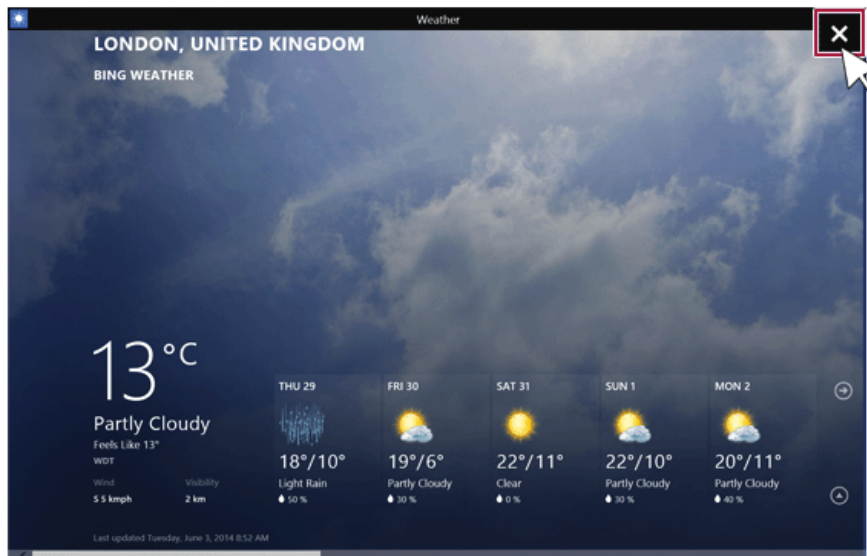 Weather
LONDON, UNITED KINGDOM
BING WEATHER
13°C
Partly Cloudy
Feels Like 13°
WDT
Wind Visibility
S 5 kmph 2 km
THU 29 FRI 30 SAT 31 SUN 1 MON 2
18°/10° 19°/6° 22°/11° 22°/10° 20°/11°
Light Rain Partly Cloudy Clear Partly Cloudy Partly Cloudy
50 % 30 % 0 % 30 % 40 %
Last updated Tuesday, June 3, 2014 8:52 AM